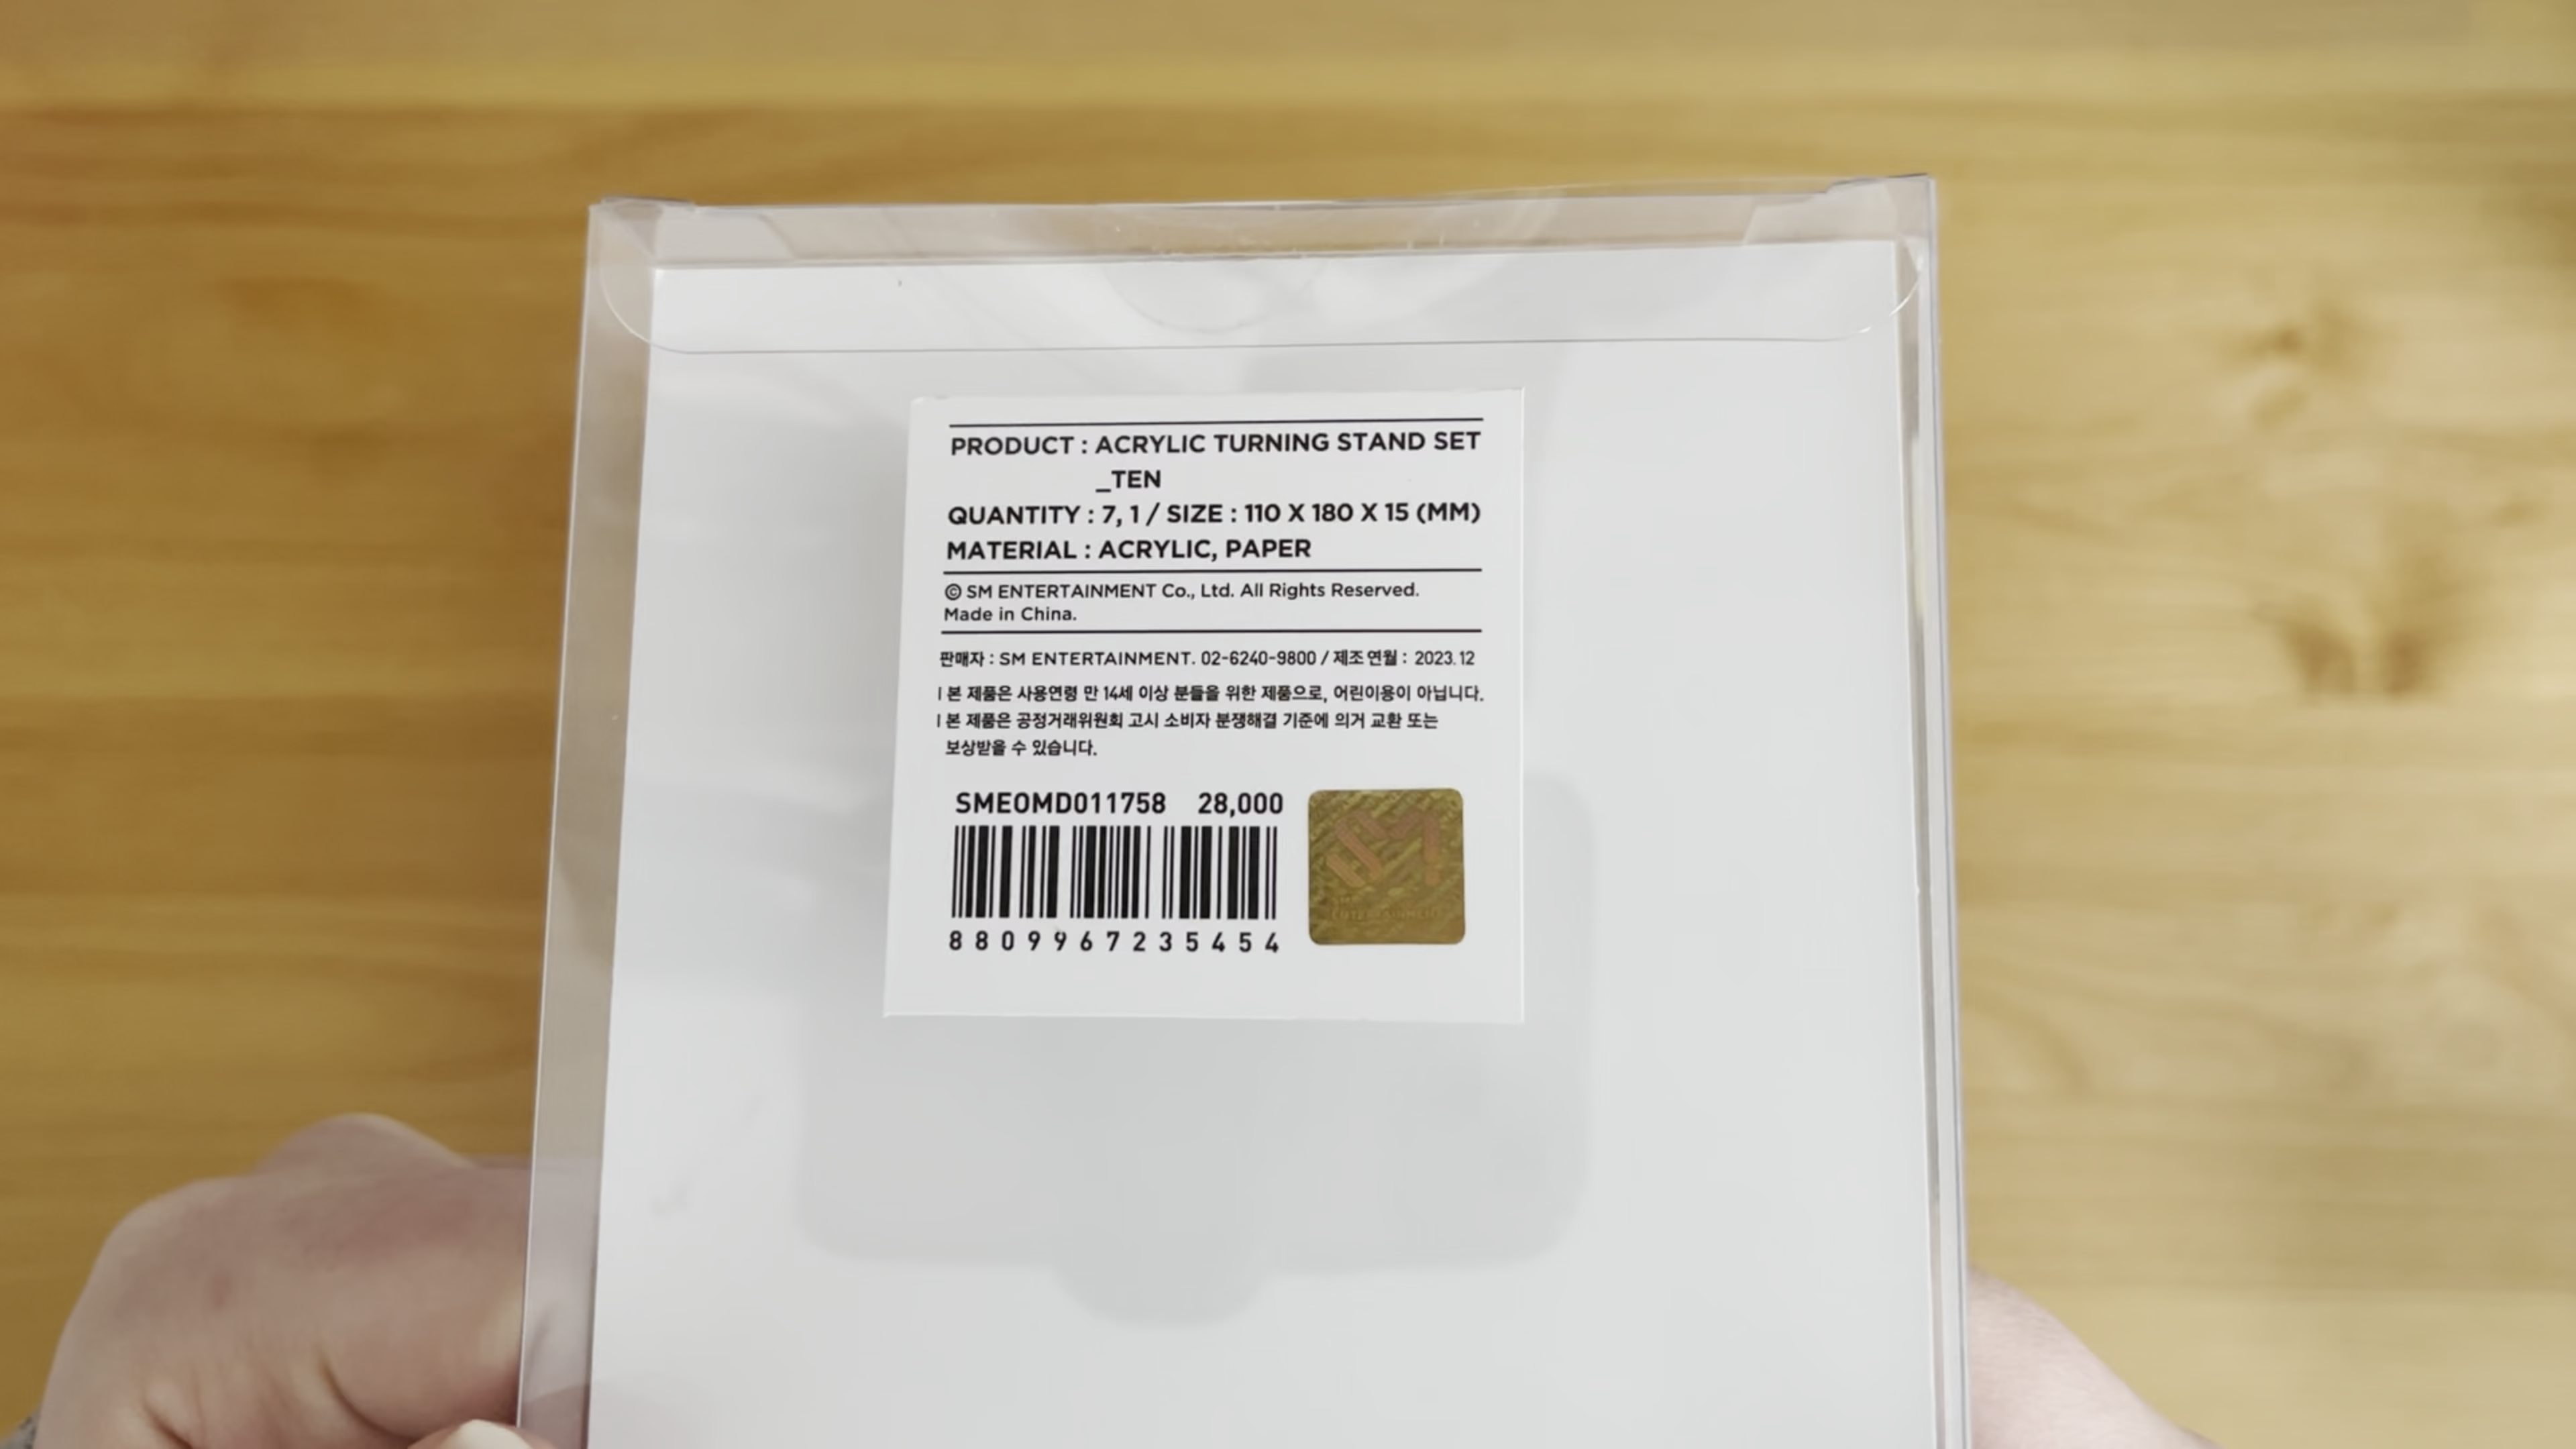 PRODUCT : ACRYLIC TURNING STAND SET
_TEN
QUANTITY : 7, 1 / SIZE : 110 X 180 X 15 (MM)
MATERIAL : ACRYLIC, PAPER
© SM ENTERTAINMENT Co., Ltd. All Rights Reserved.
Made in China.
판매자 : SM ENTERTAINMENT. 02-6240-9800 / 제조연월 : 2023.12
l 본 제품은 사용연령 만 14세 이상 분들을 위한 제품으로, 어린이용이 아닙니다.
l 본 제품은 공정거래위원회 고시 소비자 분쟁해결 기준에 의거 교환 또는
보상받을 수 있습니다.
SMEOMD011758 28,000
8809967235454
SM
ENTERTAINMENT